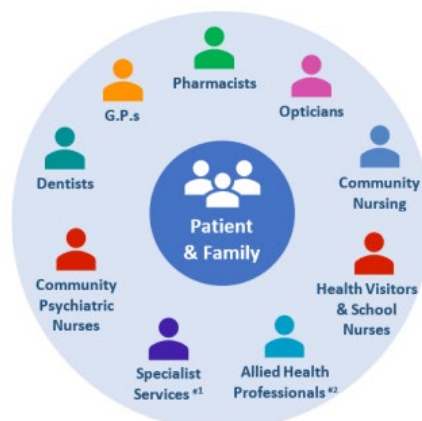 Pharmacists
G.P.s
Opticians
Dentists
Community
Nursing
Patient
& Family
Community
Psychiatric
Nurses
Health Visitors
& School
Nurses
Specialist
Services *1
Allied Health
Professionals *2